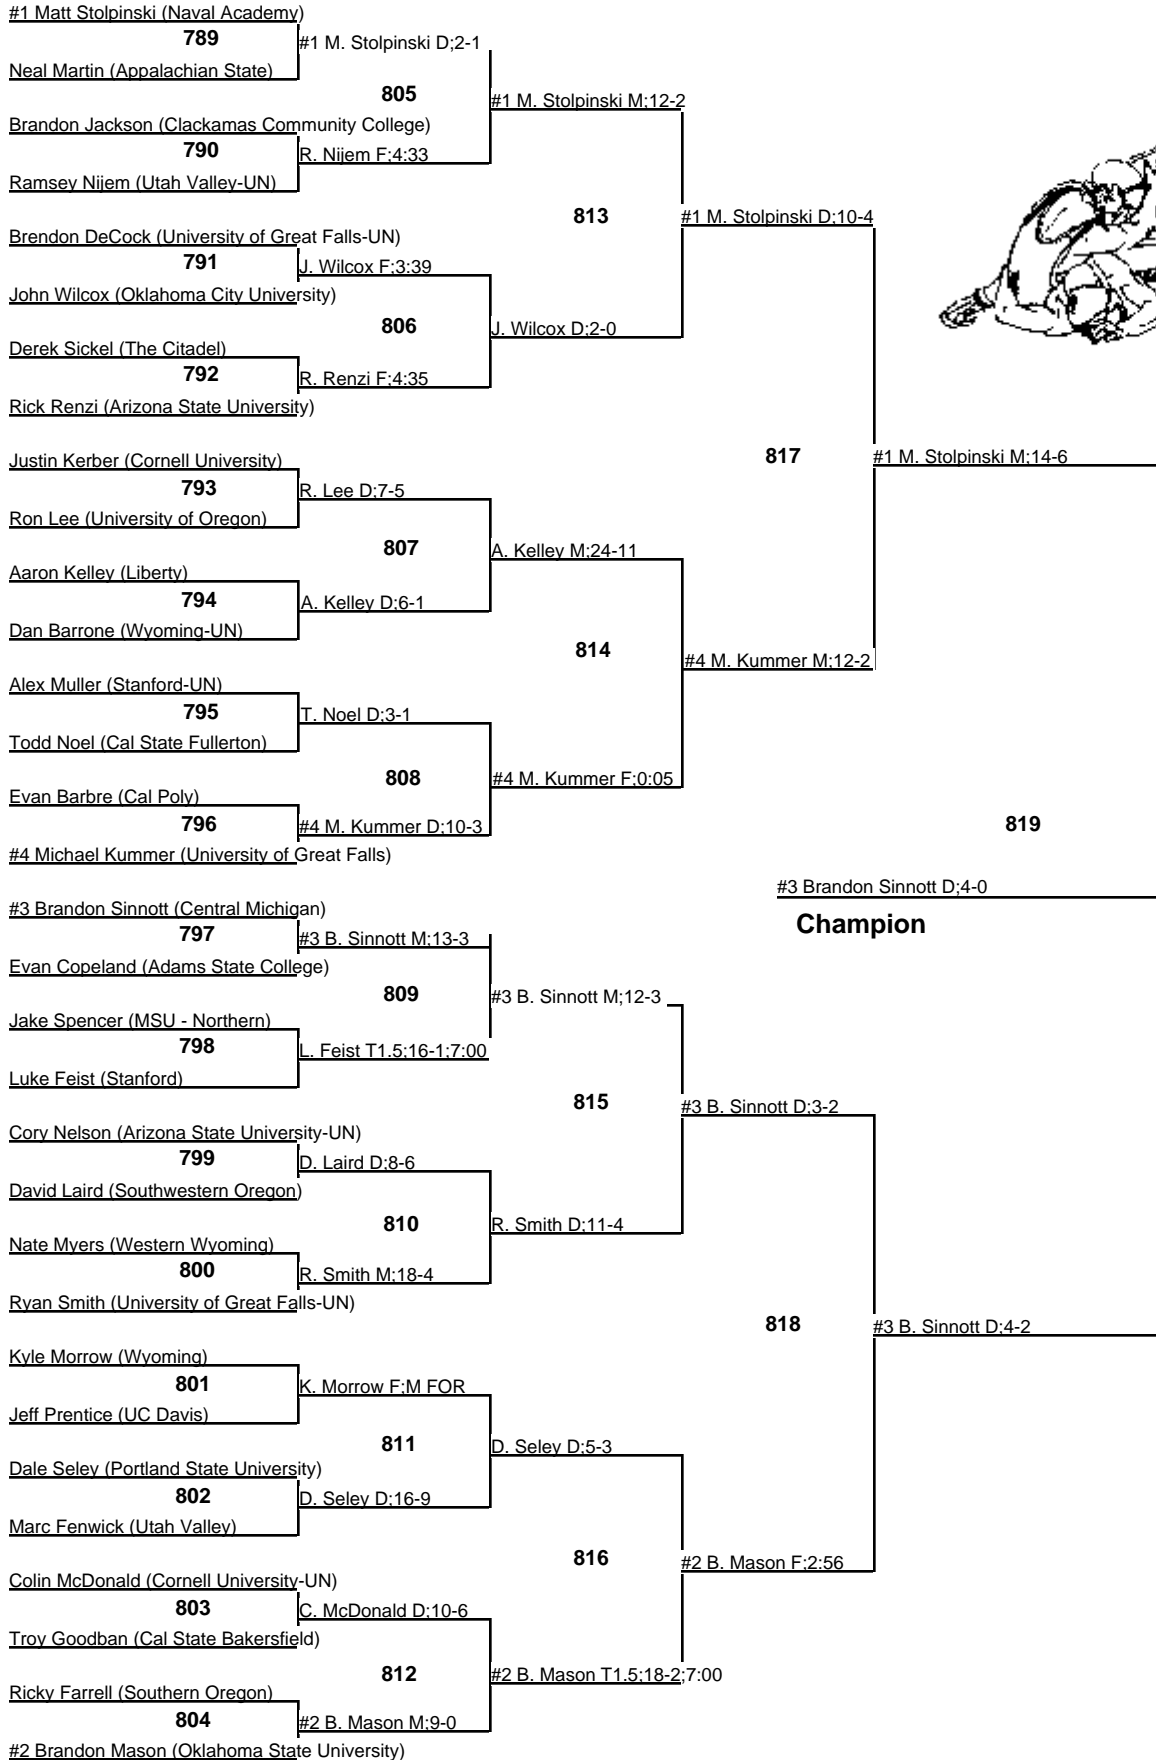 #1 Matt Stolpinski (Naval Academy)
789
#1 M. Stolpinski D;2-1
Neal Martin (Appalachian State)
805
#1 M. Stolpinski M;12-2
Brandon Jackson (Clackamas Community College)
790
R. Nijem F;4:33
Ramsey Nijem (Utah Valley-UN)
813
#1 M. Stolpinski D;10-4
Brendon DeCock (University of Great Falls-UN)
791
J. Wilcox F;3:39
John Wilcox (Oklahoma City University)
806
J. Wilcox D;2-0
Derek Sickel (The Citadel)
792
R. Renzi F;4:35
Rick Renzi (Arizona State University)
817
#1 M. Stolpinski M;14-6
Justin Kerber (Cornell University)
793
R. Lee D;7-5
Ron Lee (University of Oregon)
807
A. Kelley M;24-11
Aaron Kelley (Liberty)
794
A. Kelley D;6-1
Dan Barrone (Wyoming-UN)
814
#4 M. Kummer M;12-2
Alex Muller (Stanford-UN)
795
T. Noel D;3-1
Todd Noel (Cal State Fullerton)
808
#4 M. Kummer F;0:05
Evan Barbre (Cal Poly)
796
#4 M. Kummer D;10-3
819
#4 Michael Kummer (University of Great Falls)
#3 Brandon Sinnott D;4-0
Champion
#3 Brandon Sinnott (Central Michigan)
797
#3 B. Sinnott M;13-3
Evan Copeland (Adams State College)
809
#3 B. Sinnott M;12-3
Jake Spencer (MSU - Northern)
798
L. Feist T1.5;16-1;7:00
Luke Feist (Stanford)
815
#3 B. Sinnott D;3-2
Cory Nelson (Arizona State University-UN)
799
D. Laird D;8-6
David Laird (Southwestern Oregon)
810
R. Smith D;11-4
Nate Myers (Western Wyoming)
800
R. Smith M;18-4
Ryan Smith (University of Great Falls-UN)
818
#3 B. Sinnott D;4-2
Kyle Morrow (Wyoming)
801
K. Morrow F;M FOR
Jeff Prentice (UC Davis)
811
D. Seley D;5-3
Dale Seley (Portland State University)
802
D. Seley D;16-9
Marc Fenwick (Utah Valley)
816
#2 B. Mason F;2:56
Colin McDonald (Cornell University-UN)
803
C. McDonald D;10-6
Troy Goodban (Cal State Bakersfield)
812
#2 B. Mason T1.5;18-2;7:00
Ricky Farrell (Southern Oregon)
804
#2 B. Mason M;9-0
#2 Brandon Mason (Oklahoma State University)